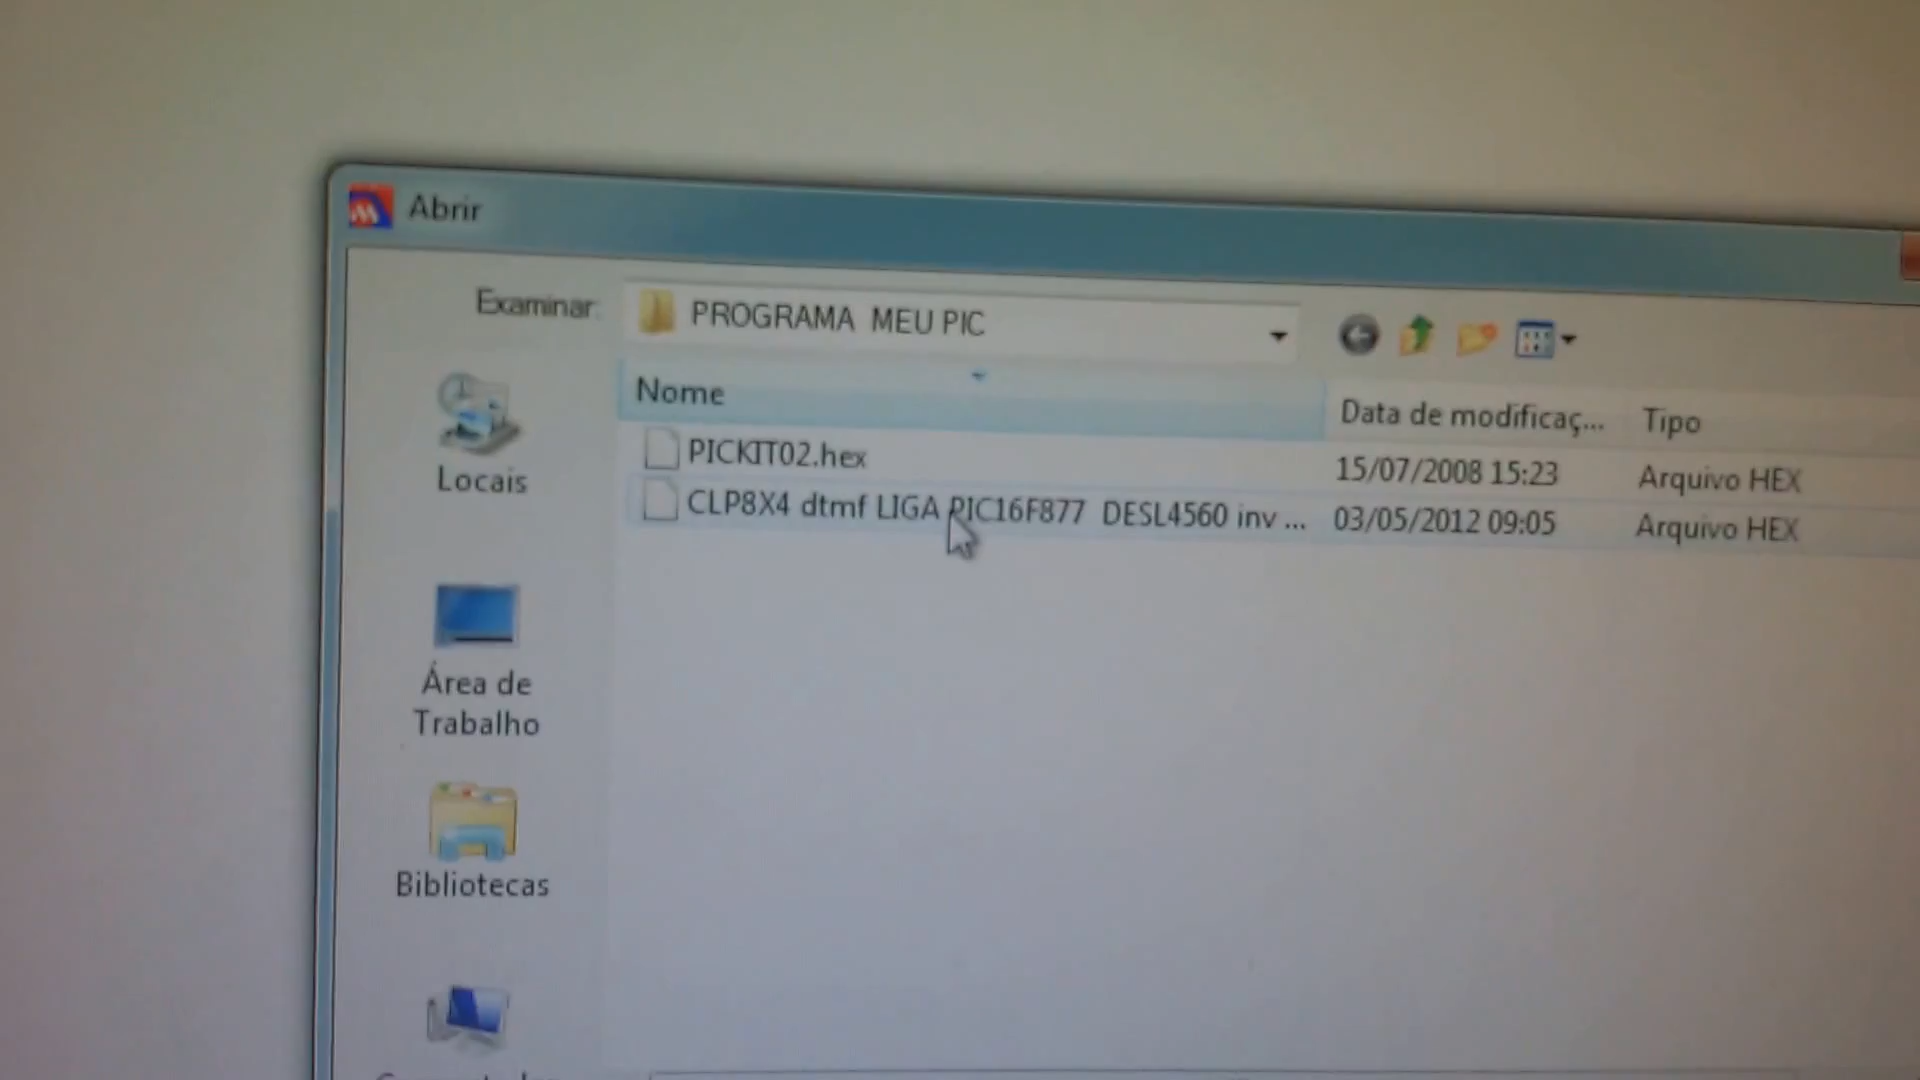 Abrir
Examinar:
PROGRAMA MEU PIC
Nome
Data de modificaç...
Tipo
PICKIT02.hex
15/07/2008 15:23
Arquivo HEX
CLP8X4 dtmf LIGA PIC16F877 DESL4560 inv ...
03/05/2012 09:05
Arquivo HEX
Locais
Área de
Trabalho
Bibliotecas